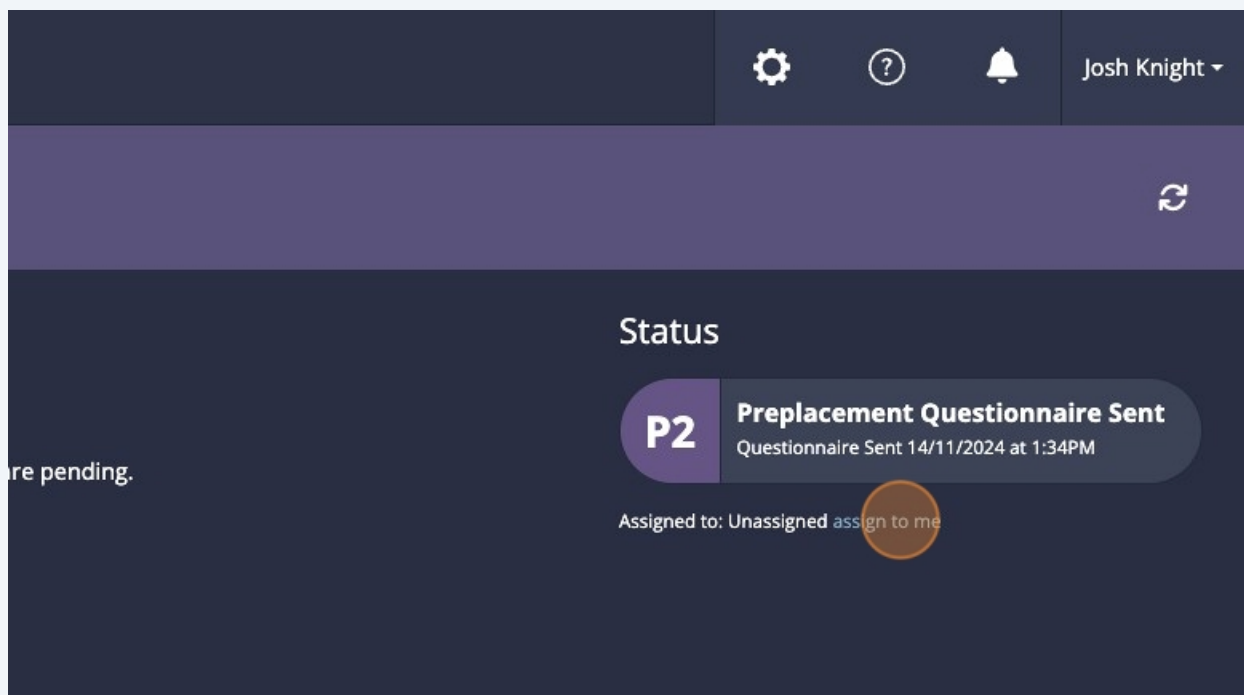 ?
Josh Knight
Status
P2
Preplacement Questionnaire Sent
Questionnaire Sent 14/11/2024 at 1:34PM
are pending.
Assigned to: Unassigned assign to me